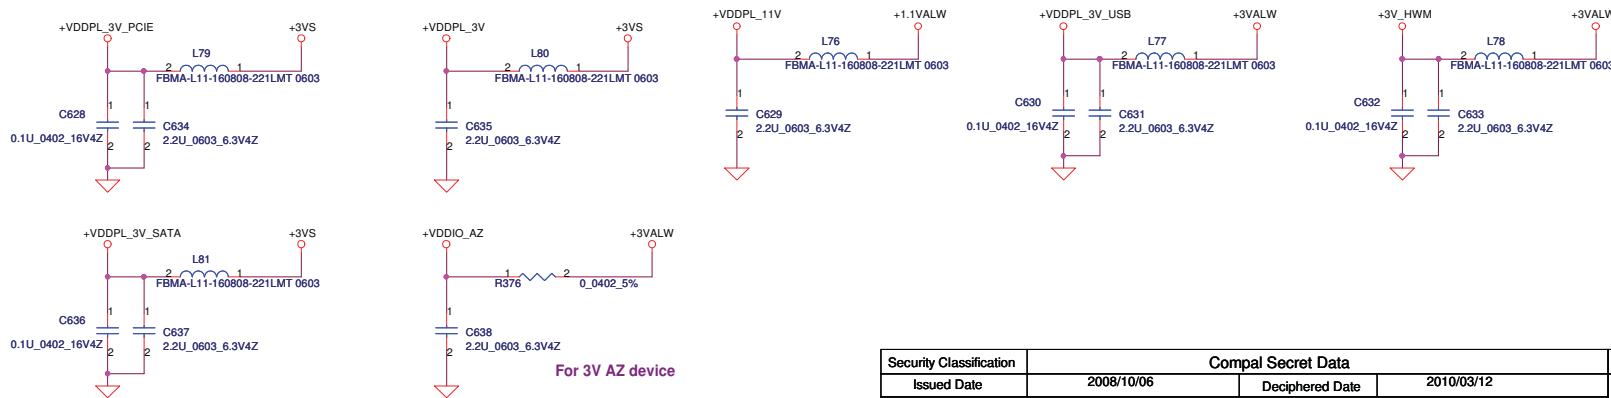 +VDDPL_3V_PCIE
+3VS
L79
2
1
FBMA-L11-160808-221LMT 0603
1
1
C628
C634
0.1U_0402_16V4Z
2.2U_0603_6.3V4Z
2
2
+VDDPL_3V
+3VS
L80
2
1
FBMA-L11-160808-221LMT 0603
1
C635
2.2U_0603_6.3V4Z
2
+VDDPL_11V
+1.1VALW
L76
2
1
FBMA-L11-160808-221LMT 0603
1
C629
2.2U_0603_6.3V4Z
2
+VDDPL_3V_USB
+3VALW
L77
2
1
FBMA-L11-160808-221LMT 0603
1
1
C630
C631
0.1U_0402_16V4Z
2.2U_0603_6.3V4Z
2
2
+3V_HWM
+3VALW
L78
2
1
FBMA-L11-160808-221LMT 0603
1
1
C632
C633
0.1U_0402_16V4Z
2.2U_0603_6.3V4Z
2
2
+VDDPL_3V_SATA
+3VS
L81
2
1
FBMA-L11-160808-221LMT 0603
1
1
C636
C637
0.1U_0402_16V4Z
2.2U_0603_6.3V4Z
2
2
+VDDIO_AZ
+3VALW
1
2
R376
0_0402_5%
1
C638
2.2U_0603_6.3V4Z
2
For 3V AZ device
Security Classification
Compal Secret Data
Issued Date
2008/10/06
Deciphered Date
2010/03/12